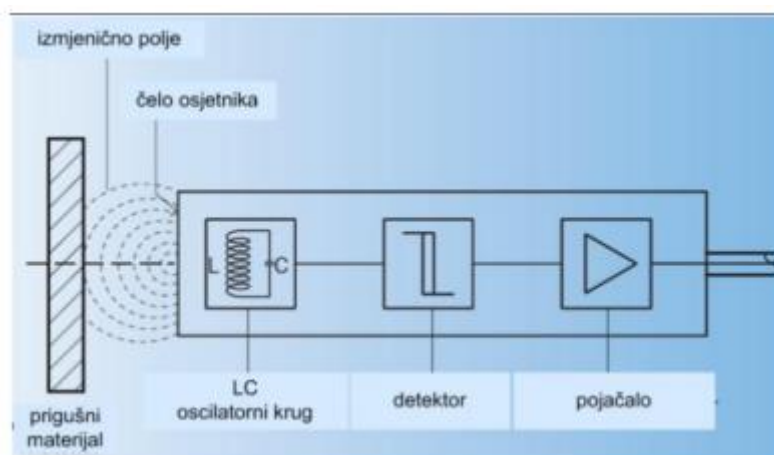 izmjenično polje
čelo osjetnika
L
C
LC
oscilatorni krug
detektor
pojačalo
prigušni
materijal